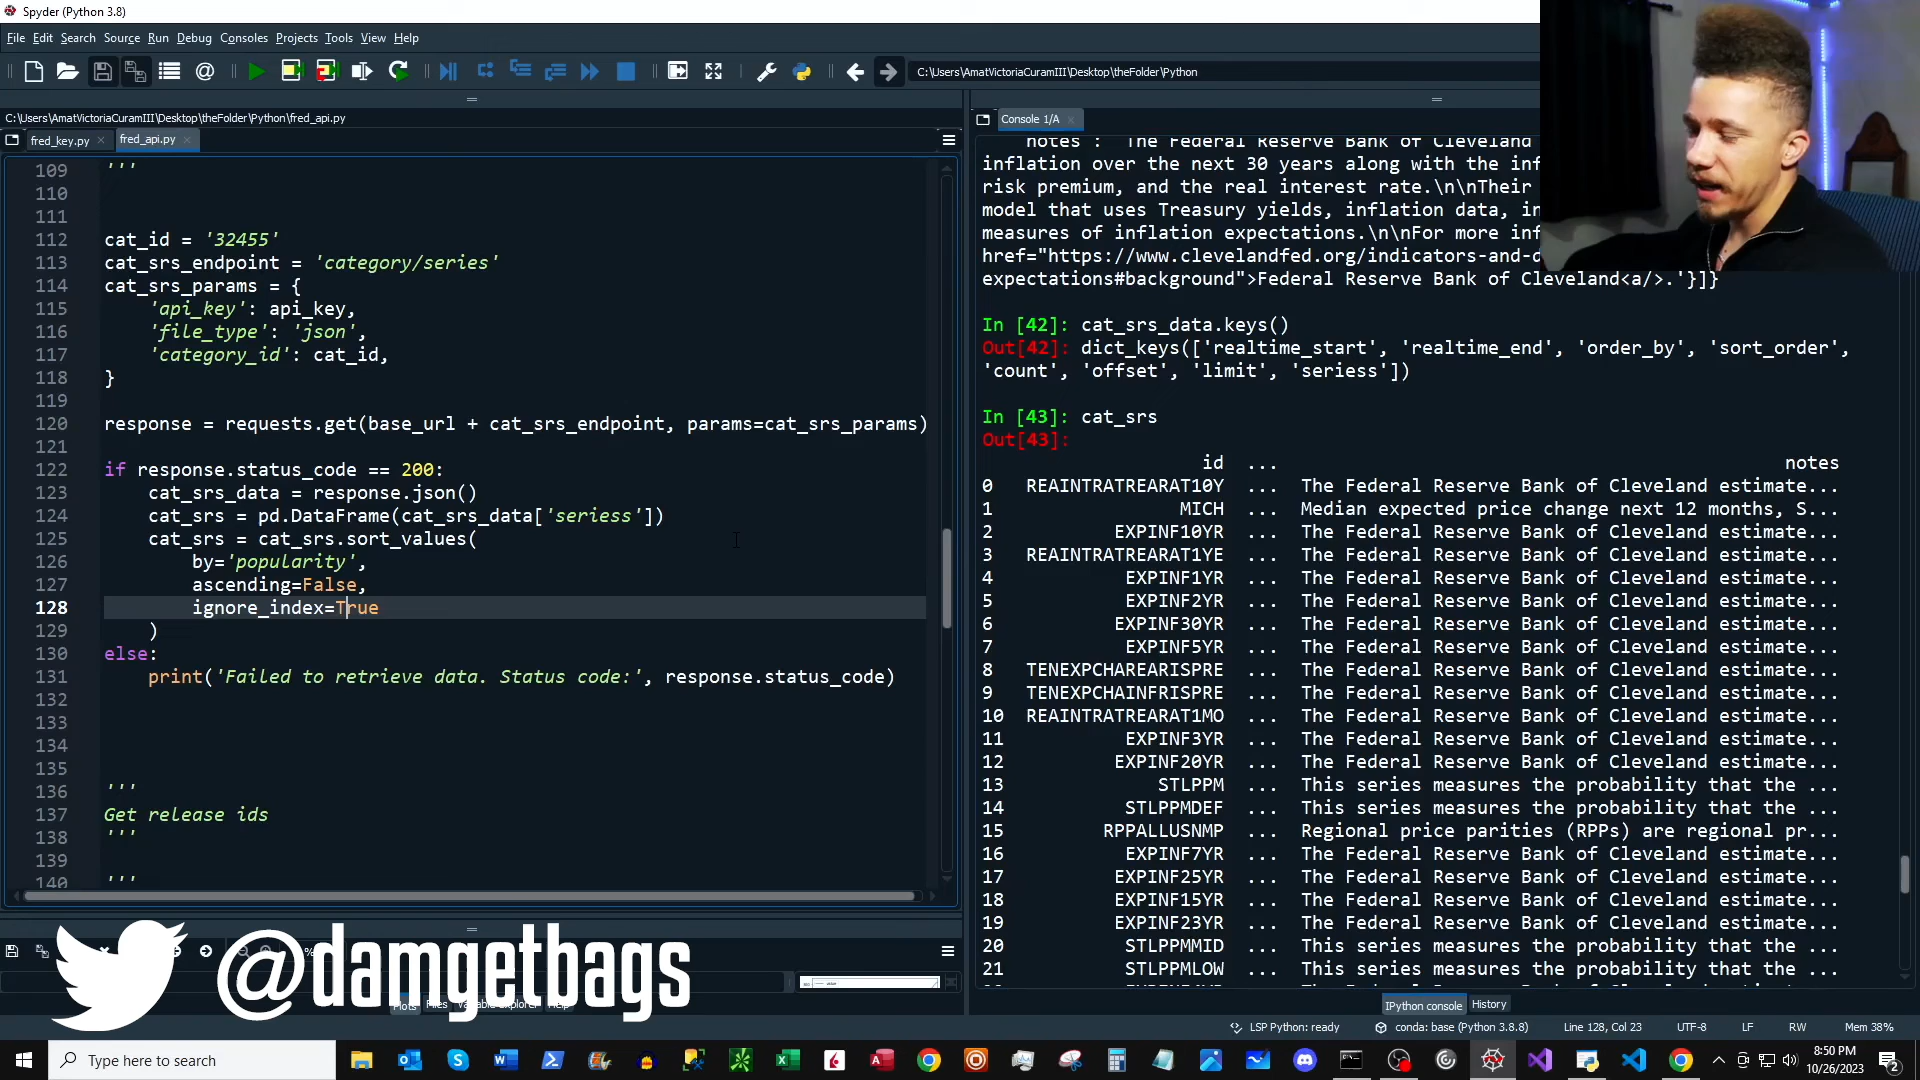 Spyder (Python 3.8)
File Edit Search Source Run Debug Consoles Projects Tools View Help
C:\Users\AmatVictoriaCuramIII\Desktop\theFolder\Python
C:\Users\AmatVictoriaCuramIII\Desktop\theFolder\Python\fred_api.py
fred_key.py
fred_api.py
109 '''
110
111
112 cat_id = '32455'
113 cat_srs_endpoint = 'category/series'
114 cat_srs_params = {
115 'api_key': api_key,
116 'file_type': 'json',
117 'category_id': cat_id,
118 }
119
120 response = requests.get(base_url + cat_srs_endpoint, params=cat_srs_params)
121
122 if response.status_code == 200:
123 cat_srs_data = response.json()
124 cat_srs = pd.DataFrame(cat_srs_data['seriess'])
125 cat_srs = cat_srs.sort_values(
126 by='popularity',
127 ascending=False,
128 ignore_index=True
129 )
130 else:
131 print('Failed to retrieve data. Status code:', response.status_code)
132
133
134
135
136 '''
137 Get release ids
138 '''
139
140 '''
@damgetbags
Plots Files
Console 1/A
notes : The Federal Reserve Bank of Cleveland
inflation over the next 30 years along with the inf
risk premium, and the real interest rate.\n\nTheir
model that uses Treasury yields, inflation data, in
measures of inflation expectations.\n\nFor more inf
href="https://www.clevelandfed.org/indicators-and-d
expectations#background">Federal Reserve Bank of Cleveland<a/>.'}]}
In [42]: cat_srs_data.keys()
Out[42]: dict_keys(['realtime_start', 'realtime_end', 'order_by', 'sort_order',
'count', 'offset', 'limit', 'seriess'])
In [43]: cat_srs
Out[43]:
id ... notes
0 REAINTRATREARAT10Y ... The Federal Reserve Bank of Cleveland estimate...
1 MICH ... Median expected price change next 12 months, S...
2 EXPINF10YR ... The Federal Reserve Bank of Cleveland estimate...
3 REAINTRATREARAT1YE ... The Federal Reserve Bank of Cleveland estimate...
4 EXPINF1YR ... The Federal Reserve Bank of Cleveland estimate...
5 EXPINF2YR ... The Federal Reserve Bank of Cleveland estimate...
6 EXPINF30YR ... The Federal Reserve Bank of Cleveland estimate...
7 EXPINF5YR ... The Federal Reserve Bank of Cleveland estimate...
8 TENEXPCHAREARISPRE ... The Federal Reserve Bank of Cleveland estimate...
9 TENEXPCHAINFRISPRE ... The Federal Reserve Bank of Cleveland estimate...
10 REAINTRATREARAT1MO ... The Federal Reserve Bank of Cleveland estimate...
11 EXPINF3YR ... The Federal Reserve Bank of Cleveland estimate...
12 EXPINF20YR ... The Federal Reserve Bank of Cleveland estimate...
13 STLPPM ... This series measures the probability that the ...
14 STLPPMDEF ... This series measures the probability that the ...
15 RPPALLUSNMP ... Regional price parities (RPPs) are regional pr...
16 EXPINF7YR ... The Federal Reserve Bank of Cleveland estimate...
17 EXPINF25YR ... The Federal Reserve Bank of Cleveland estimate...
18 EXPINF15YR ... The Federal Reserve Bank of Cleveland estimate...
19 EXPINF23YR ... The Federal Reserve Bank of Cleveland estimate...
20 STLPPMMID ... This series measures the probability that the ...
21 STLPPMLOW ... This series measures the probability that the ...
IPython console History
LSP Python: ready conda: base (Python 3.8.8) Line 128, Col 23 UTF-8 LF RW Mem 38%
Type here to search
8:50 PM
10/26/2023
2